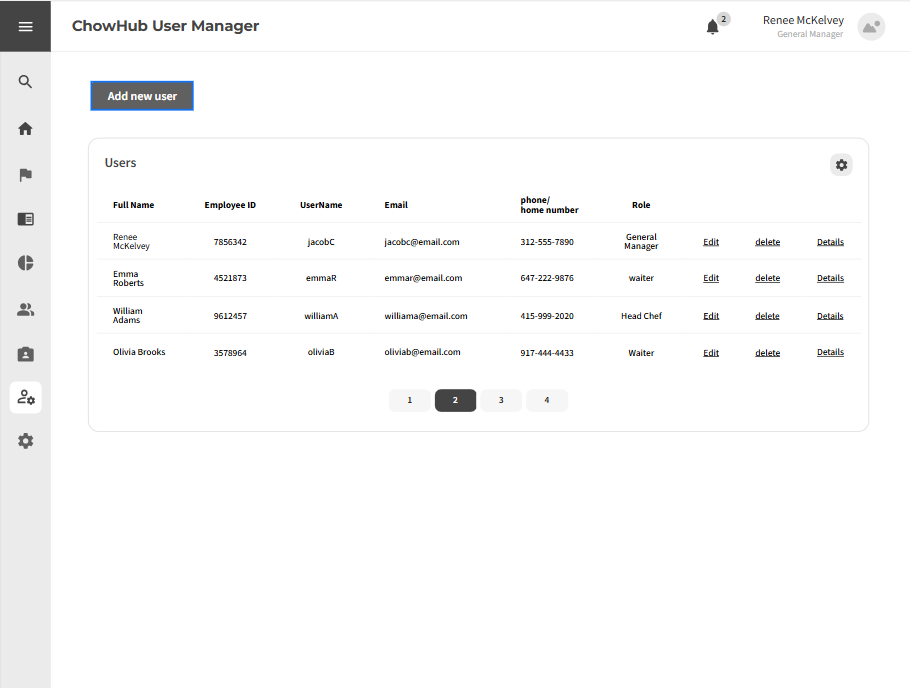 ChowHub User Manager
2
Renee McKelvey
General Manager
Add new user
Users
Full Name Employee ID UserName Email phone/ home number Role
Renee McKelvey 7856342 jacobC jacobc@email.com 312-555-7890 General Manager Edit delete Details
Emma Roberts 4521873 emmaR emmar@email.com 647-222-9876 waiter Edit delete Details
William Adams 9612457 williamA williama@email.com 415-999-2020 Head Chef Edit delete Details
Olivia Brooks 3578964 oliviaB oliviab@email.com 917-444-4433 Waiter Edit delete Details
1 2 3 4